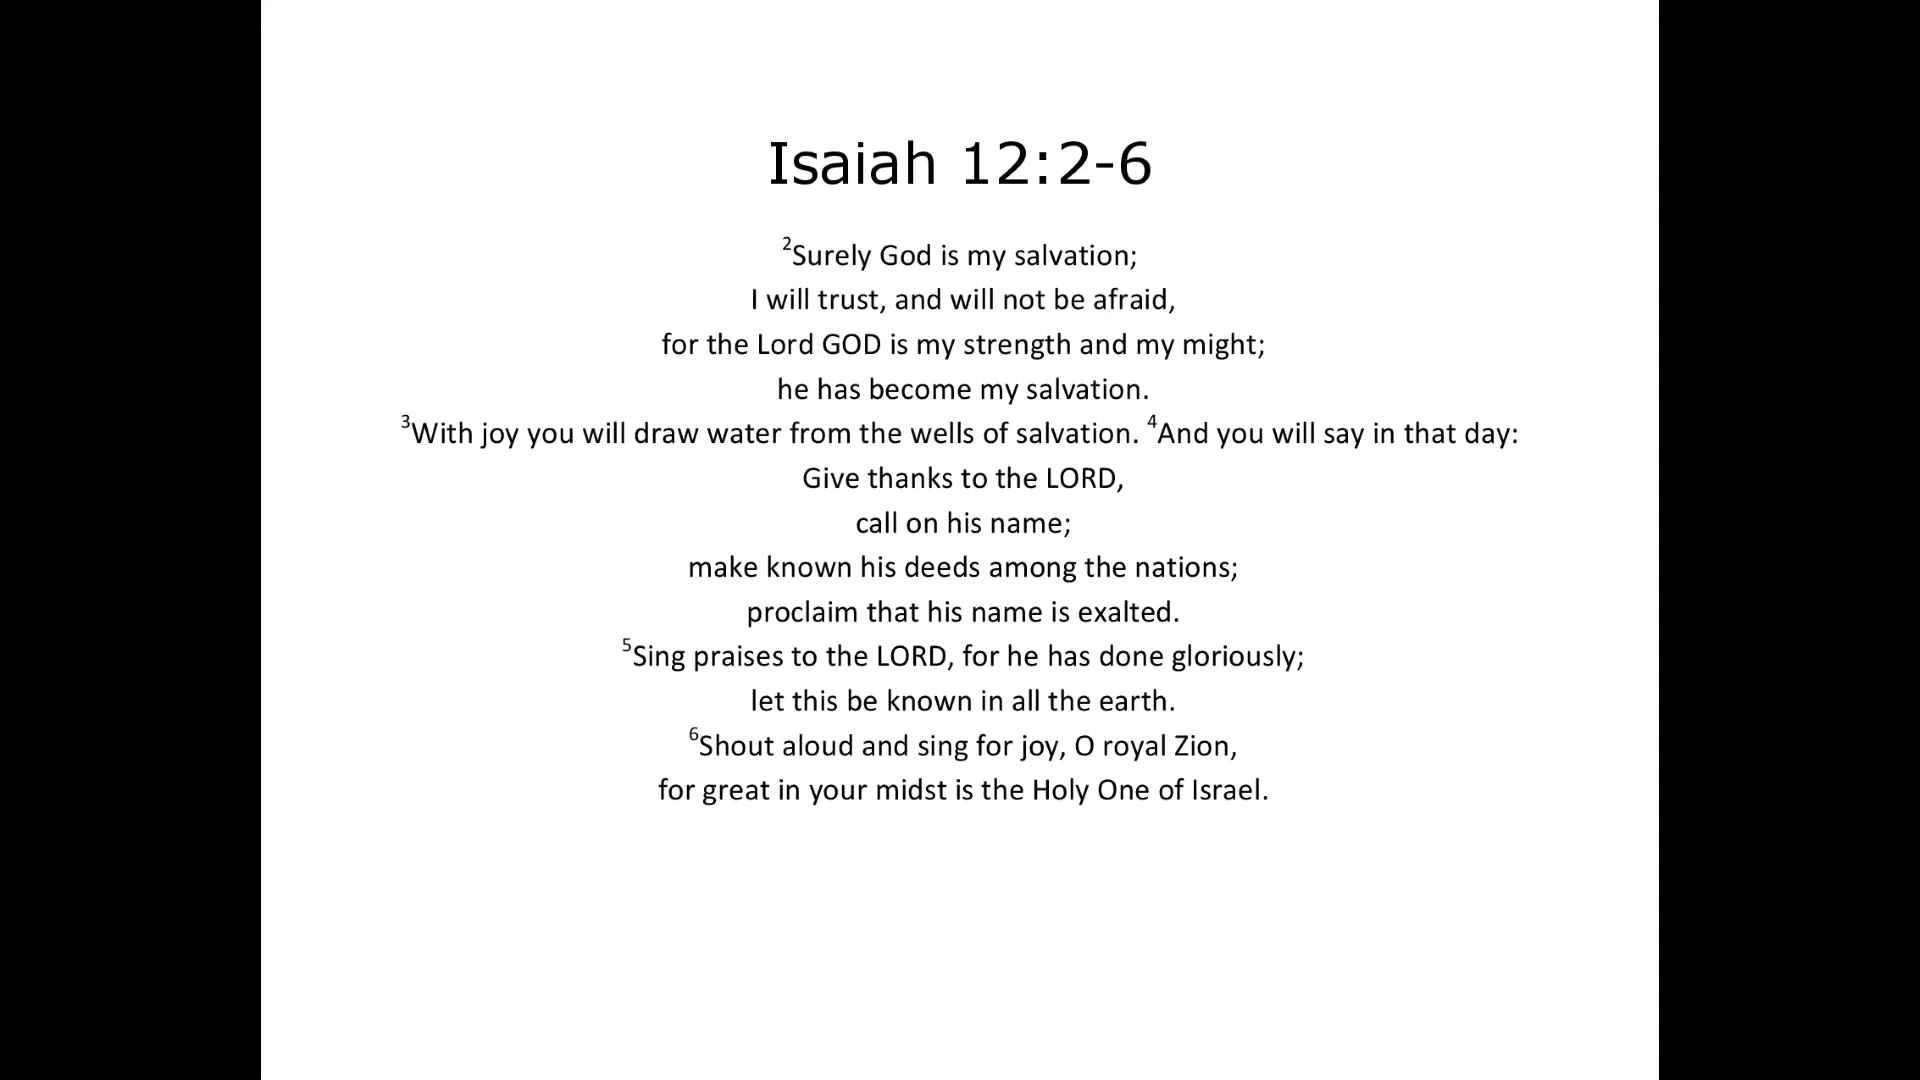 Isaiah 12:2-6
²Surely God is my salvation;
I will trust, and will not be afraid,
for the Lord GOD is my strength and my might;
he has become my salvation.
³With joy you will draw water from the wells of salvation. ⁴And you will say in that day:
Give thanks to the LORD,
call on his name;
make known his deeds among the nations;
proclaim that his name is exalted.
⁵Sing praises to the LORD, for he has done gloriously;
let this be known in all the earth.
⁶Shout aloud and sing for joy, O royal Zion,
for great in your midst is the Holy One of Israel.